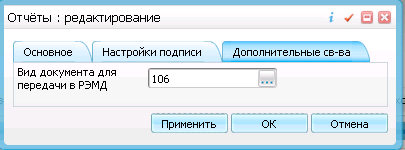 Отчёты : редактирование
Основное Настройки подписи Дополнительные св-ва
Вид документа для
передачи в РЭМД
106
...
Применить ОК Отмена